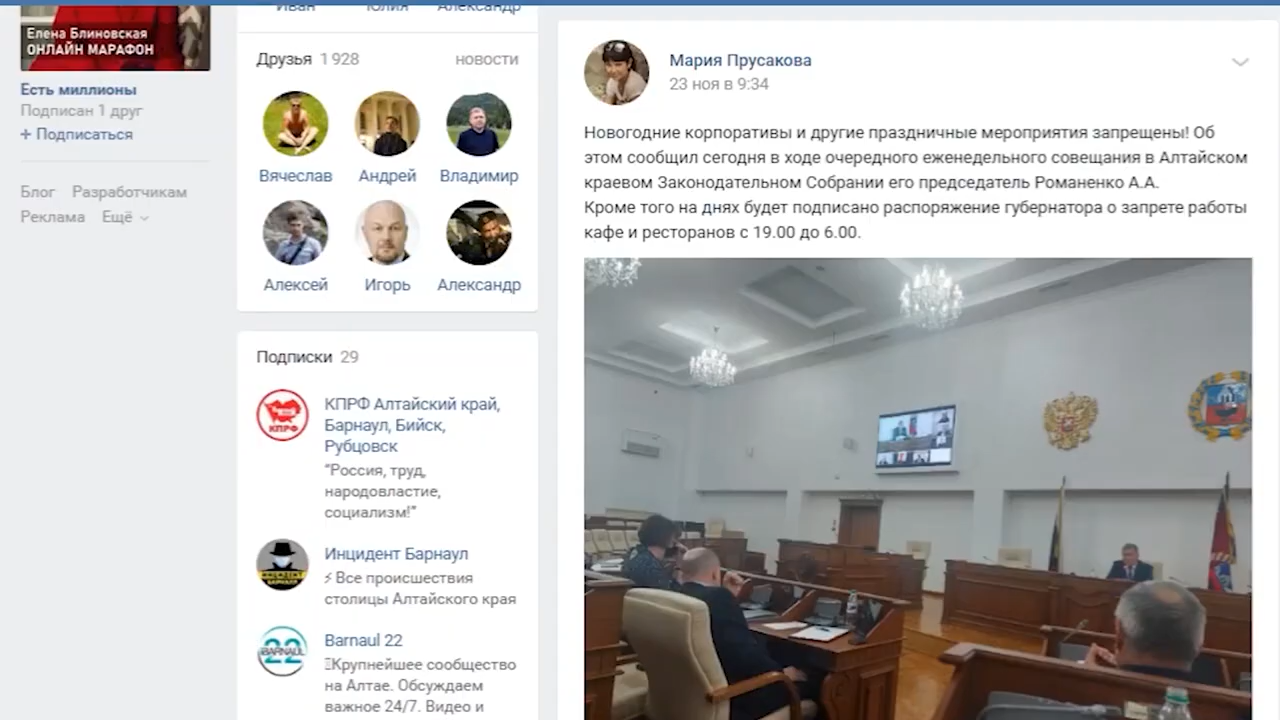 Елена Блиновская
ОНЛАЙН МАРАФОН
Есть миллионы
Подписан 1 друг
+ Подписаться
Блог Разработчикам
Реклама Ещё
Иван Юлия Александр
Друзья 1 928 новости
Вячеслав Андрей Владимир
Алексей Игорь Александр
Подписки 29
КПРФ
КПРФ Алтайский край,
Барнаул, Бийск,
Рубцовск
"Россия, труд,
народовластие,
социализм!"
ИНЦИДЕНТ
БАРНАУЛ
Инцидент Барнаул
⚡ Все происшествия
столицы Алтайского края
22
BARNAUL
Barnaul 22
Крупнейшее сообщество
на Алтае. Обсуждаем
важное 24/7. Видео и
Мария Прусакова
23 ноя в 9:34
Новогодние корпоративы и другие праздничные мероприятия запрещены! Об
этом сообщил сегодня в ходе очередного еженедельного совещания в Алтайском
краевом Законодательном Собрании его председатель Романенко А.А.
Кроме того на днях будет подписано распоряжение губернатора о запрете работы
кафе и ресторанов с 19.00 до 6.00.